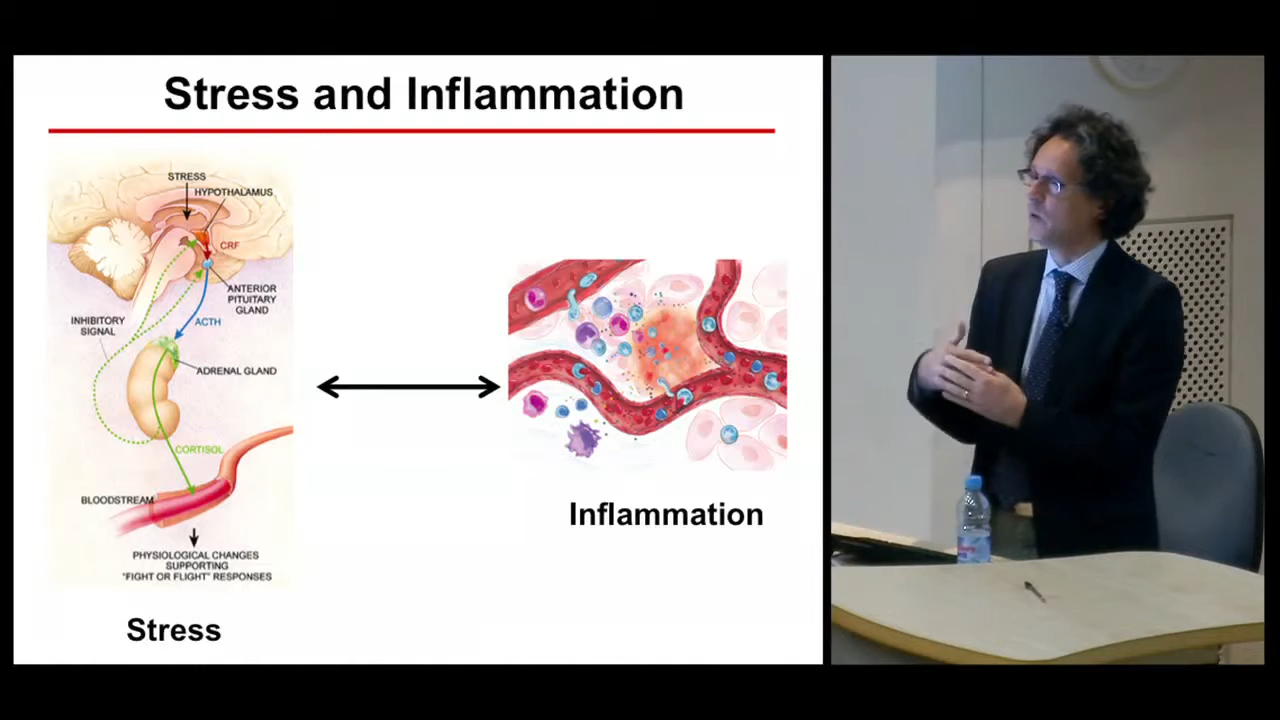 Stress and Inflammation
STRESS
HYPOTHALAMUS
CRF
ANTERIOR
PITUITARY
GLAND
INHIBITORY
SIGNAL
ACTH
ADRENAL GLAND
CORTISOL
BLOODSTREAM
PHYSIOLOGICAL CHANGES
SUPPORTING
"FIGHT OR FLIGHT" RESPONSES
Stress
Inflammation